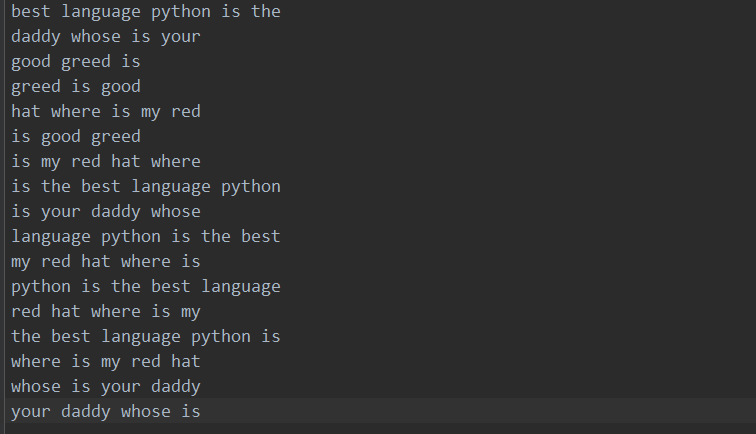 best language python is the
daddy whose is your
good greed is
greed is good
hat where is my red
is good greed
is my red hat where
is the best language python
is your daddy whose
language python is the best
my red hat where is
python is the best language
red hat where is my
the best language python is
where is my red hat
whose is your daddy
your daddy whose is